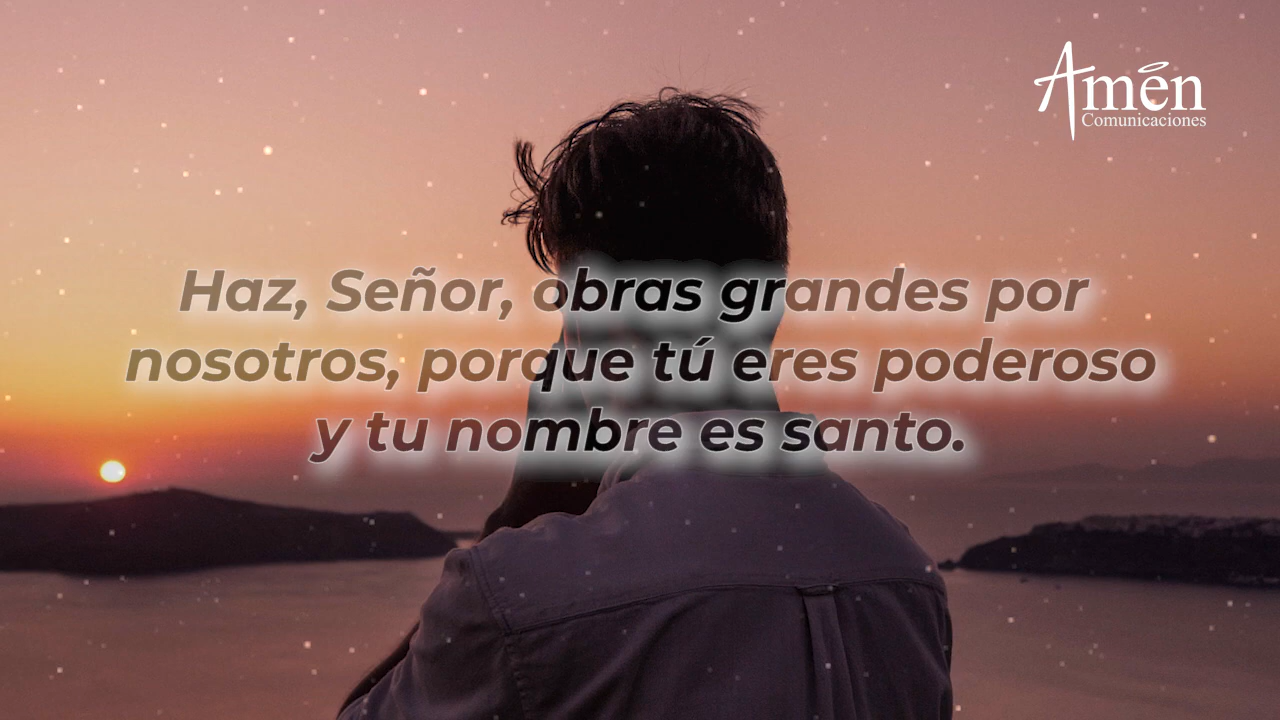 Amén
Comunicaciones
Haz, Señor, obras grandes por
nosotros, porque tú eres poderoso
y tu nombre es santo.